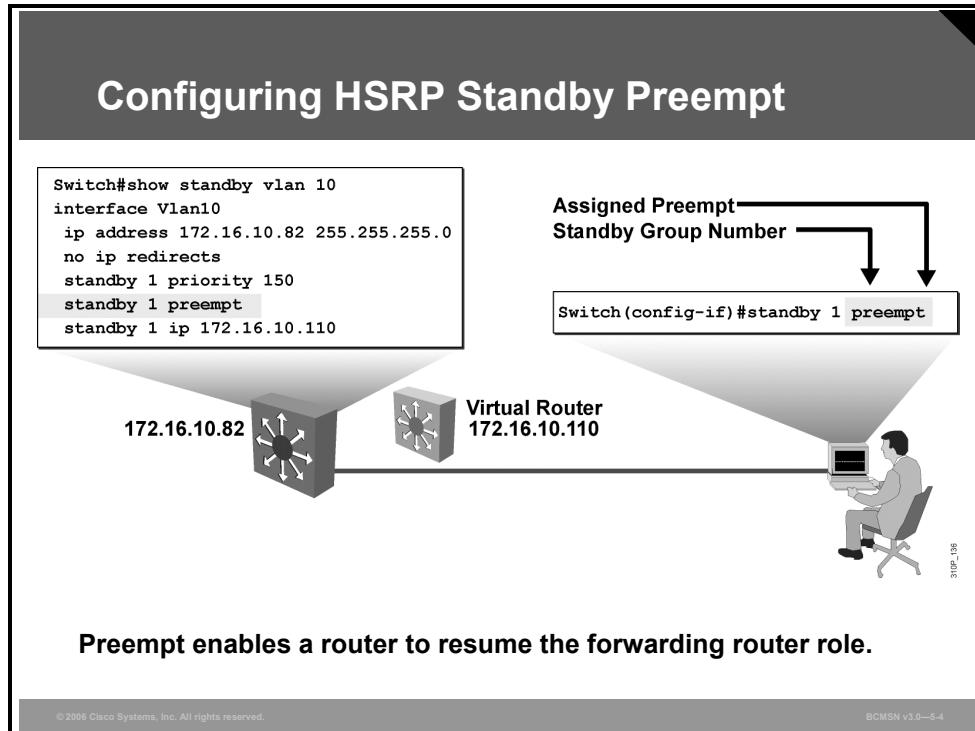 Configuring HSRP Standby Preempt
Switch#show standby vlan 10
interface Vlan10
ip address 172.16.10.82 255.255.255.0
no ip redirects
standby 1 priority 150
standby 1 preempt
standby 1 ip 172.16.10.110
Assigned Preempt
Standby Group Number
Switch(config-if)#standby 1 preempt
172.16.10.82
Virtual Router
172.16.10.110
310P_136
Preempt enables a router to resume the forwarding router role.
© 2006 Cisco Systems, Inc. All rights reserved.
BCMSN v3.0—5-4